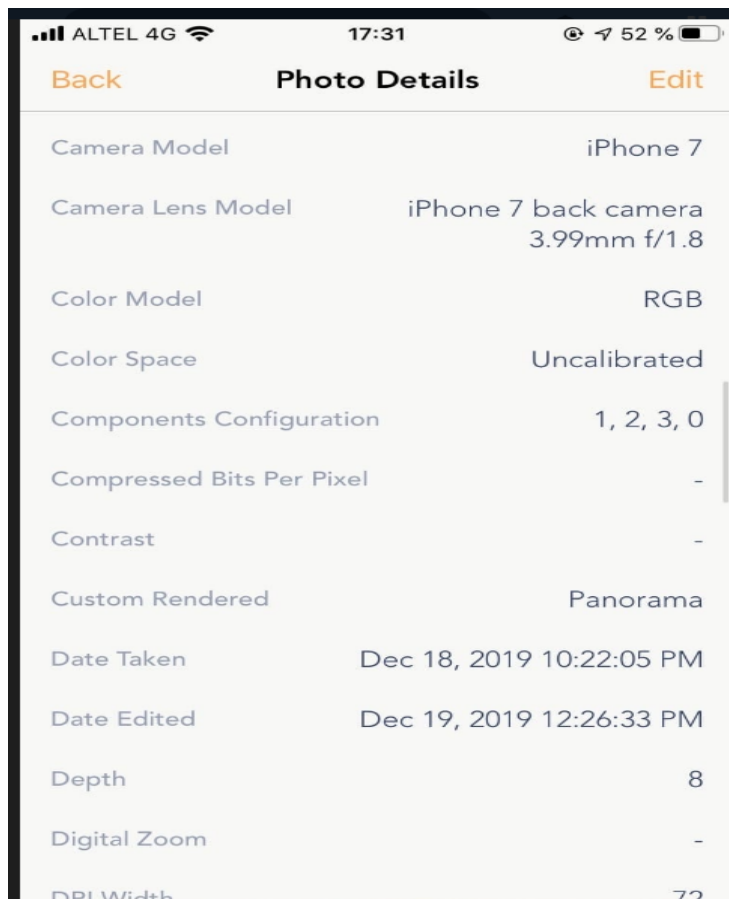 ALTEL 4G 17:31 52 %
Back Photo Details Edit
Camera Model iPhone 7
Camera Lens Model iPhone 7 back camera
3.99mm f/1.8
Color Model RGB
Color Space Uncalibrated
Components Configuration 1, 2, 3, 0
Compressed Bits Per Pixel -
Contrast -
Custom Rendered Panorama
Date Taken Dec 18, 2019 10:22:05 PM
Date Edited Dec 19, 2019 12:26:33 PM
Depth 8
Digital Zoom -
DPI Width 72